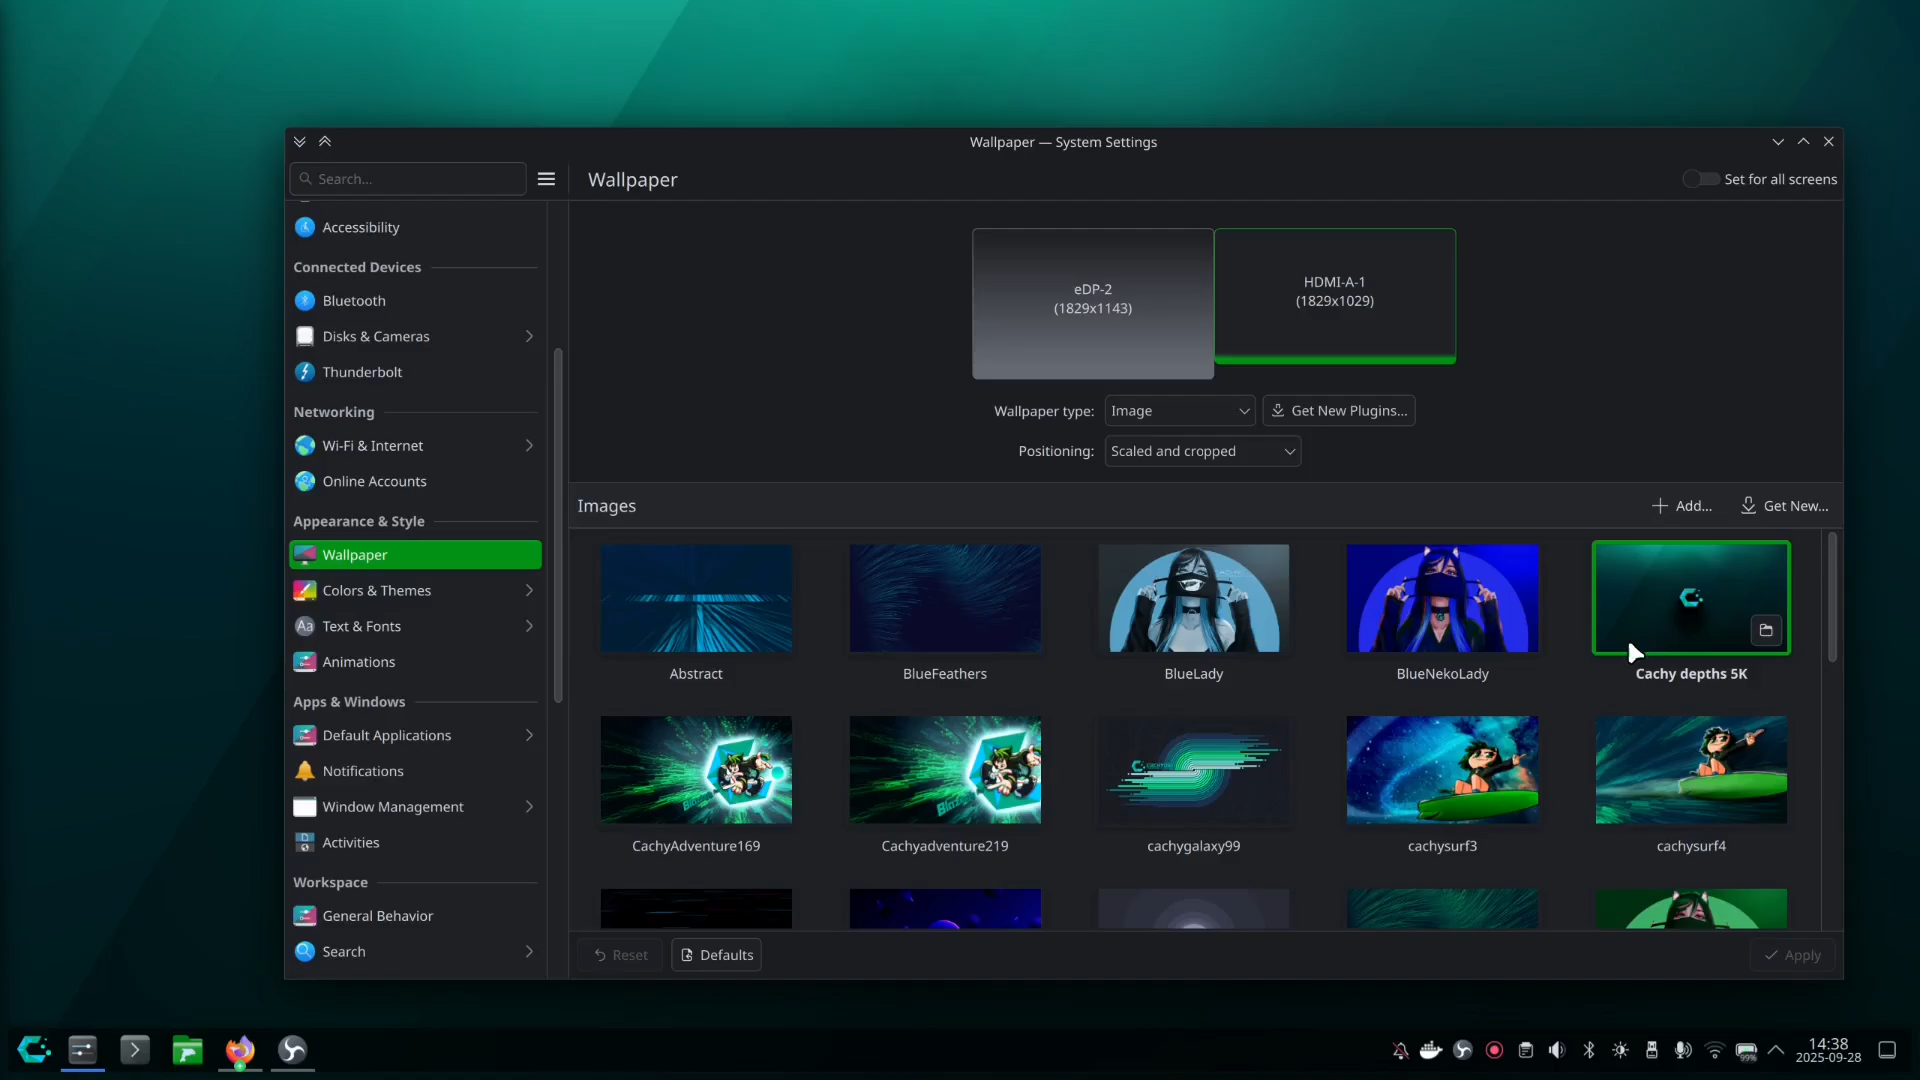 Wallpaper — System Settings
Search...
Wallpaper
Set for all screens
Accessibility
Connected Devices
Bluetooth
Disks & Cameras
Thunderbolt
Networking
Wi-Fi & Internet
Online Accounts
Appearance & Style
Wallpaper
Colors & Themes
Aa
Text & Fonts
Animations
Apps & Windows
Default Applications
Notifications
Window Management
Activities
Workspace
General Behavior
Search
eDP-2
(1829x1143)
HDMI-A-1
(1829x1029)
Wallpaper type: Image
Get New Plugins...
Positioning: Scaled and cropped
Images
Add...
Get New...
Abstract
BlueFeathers
BlueLady
BlueNekoLady
Cachy depths 5K
CachyAdventure169
Cachyadventure219
cachygalaxy99
cachysurf3
cachysurf4
Reset
Defaults
Apply
99%
14:38
2025-09-28